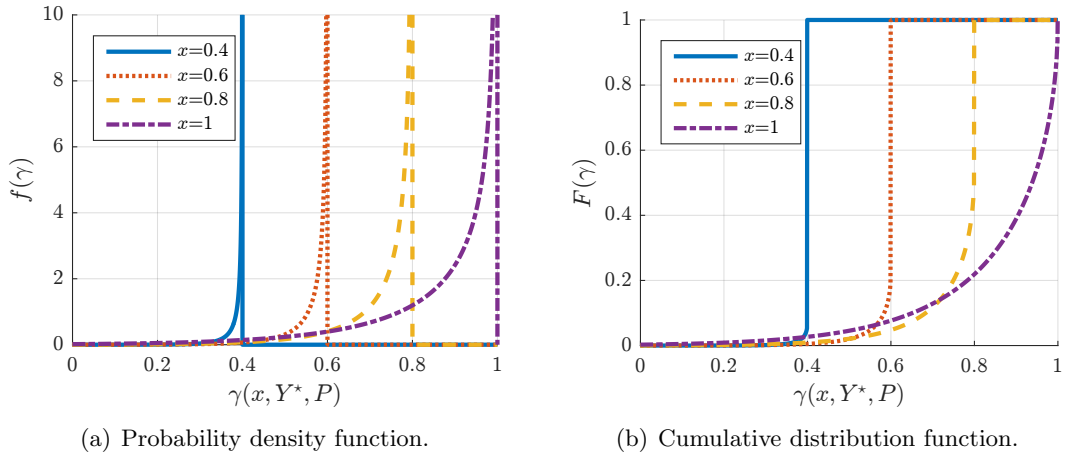 10
8
6
4
2
0
f(γ)
x=0.4
x=0.6
x=0.8
x=1
0 0.2 0.4 0.6 0.8 1
γ(x, Y⋆, P)
(a) Probability density function.
1
0.8
0.6
0.4
0.2
0
F(γ)
x=0.4
x=0.6
x=0.8
x=1
0 0.2 0.4 0.6 0.8 1
γ(x, Y⋆, P)
(b) Cumulative distribution function.